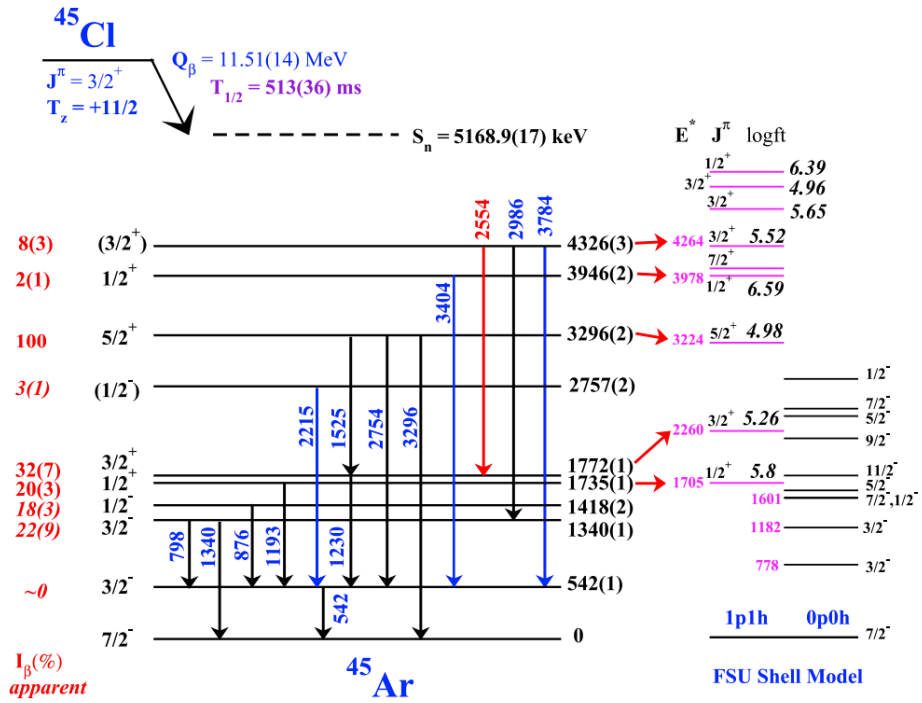 ⁴⁵Cl
Q_β = 11.51(14) MeV
J^π = 3/2⁺
T_1/2 = 513(36) ms
T_z = +11/2
S_n = 5168.9(17) keV
E* J^π logft
1/2⁺ 6.39
3/2⁺ 4.96
3/2⁺ 5.65
2554 2986 3784
8(3) (3/2⁺) 4326(3) 4264 3/2⁺ 5.52
7/2⁺
2(1) 1/2⁺ 3946(2) 3978
1/2⁺ 6.59
3404
100 5/2⁺ 3296(2) 3224 5/2⁺ 4.98
3(1) (1/2⁻) 2757(2)
1/2⁻
7/2⁻
5/2⁻
9/2⁻
2215 1525 2754 3296
2260 3/2⁺ 5.26
32(7) 3/2⁺ 1772(1)
11/2⁻
20(3) 1/2⁺ 1735(1) 1705 1/2⁺ 5.8
5/2⁻
18(3) 1/2⁻ 1418(2) 1601 7/2⁻,1/2⁻
22(9) 3/2⁻ 1340(1) 1182 3/2⁻
798 1340 876 1193 1230
778 3/2⁻
~0 3/2⁻ 542(1)
542
1p1h 0p0h
7/2⁻ 0 7/2⁻
I_β(%)
apparent
⁴⁵Ar
FSU Shell Model